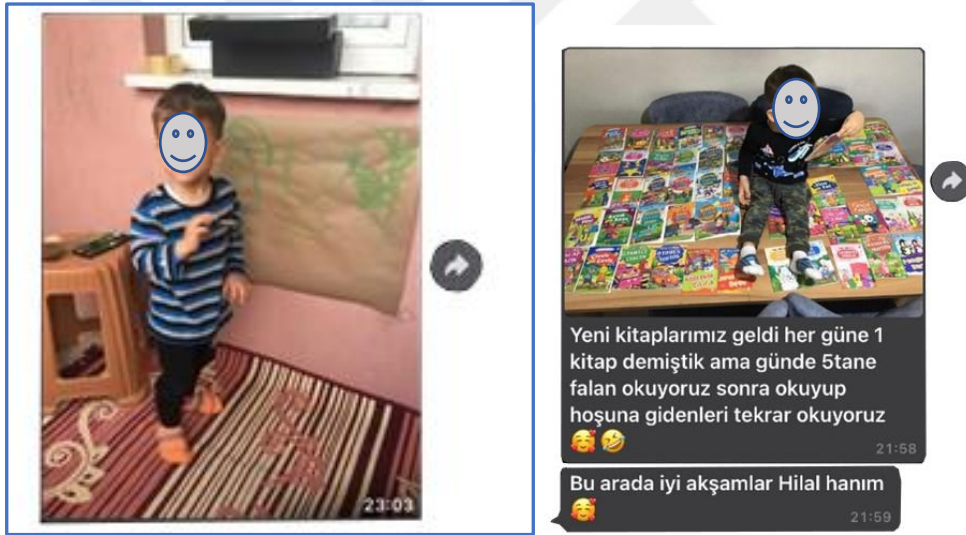 23:03
Yeni kitaplarımız geldi her güne 1
kitap demiştik ama günde 5tane
falan okuyoruz sonra okuyup
hoşuna gidenleri tekrar okuyoruz
🥰🤣
21:58
Bu arada iyi akşamlar Hilal hanım
🥰
21:59